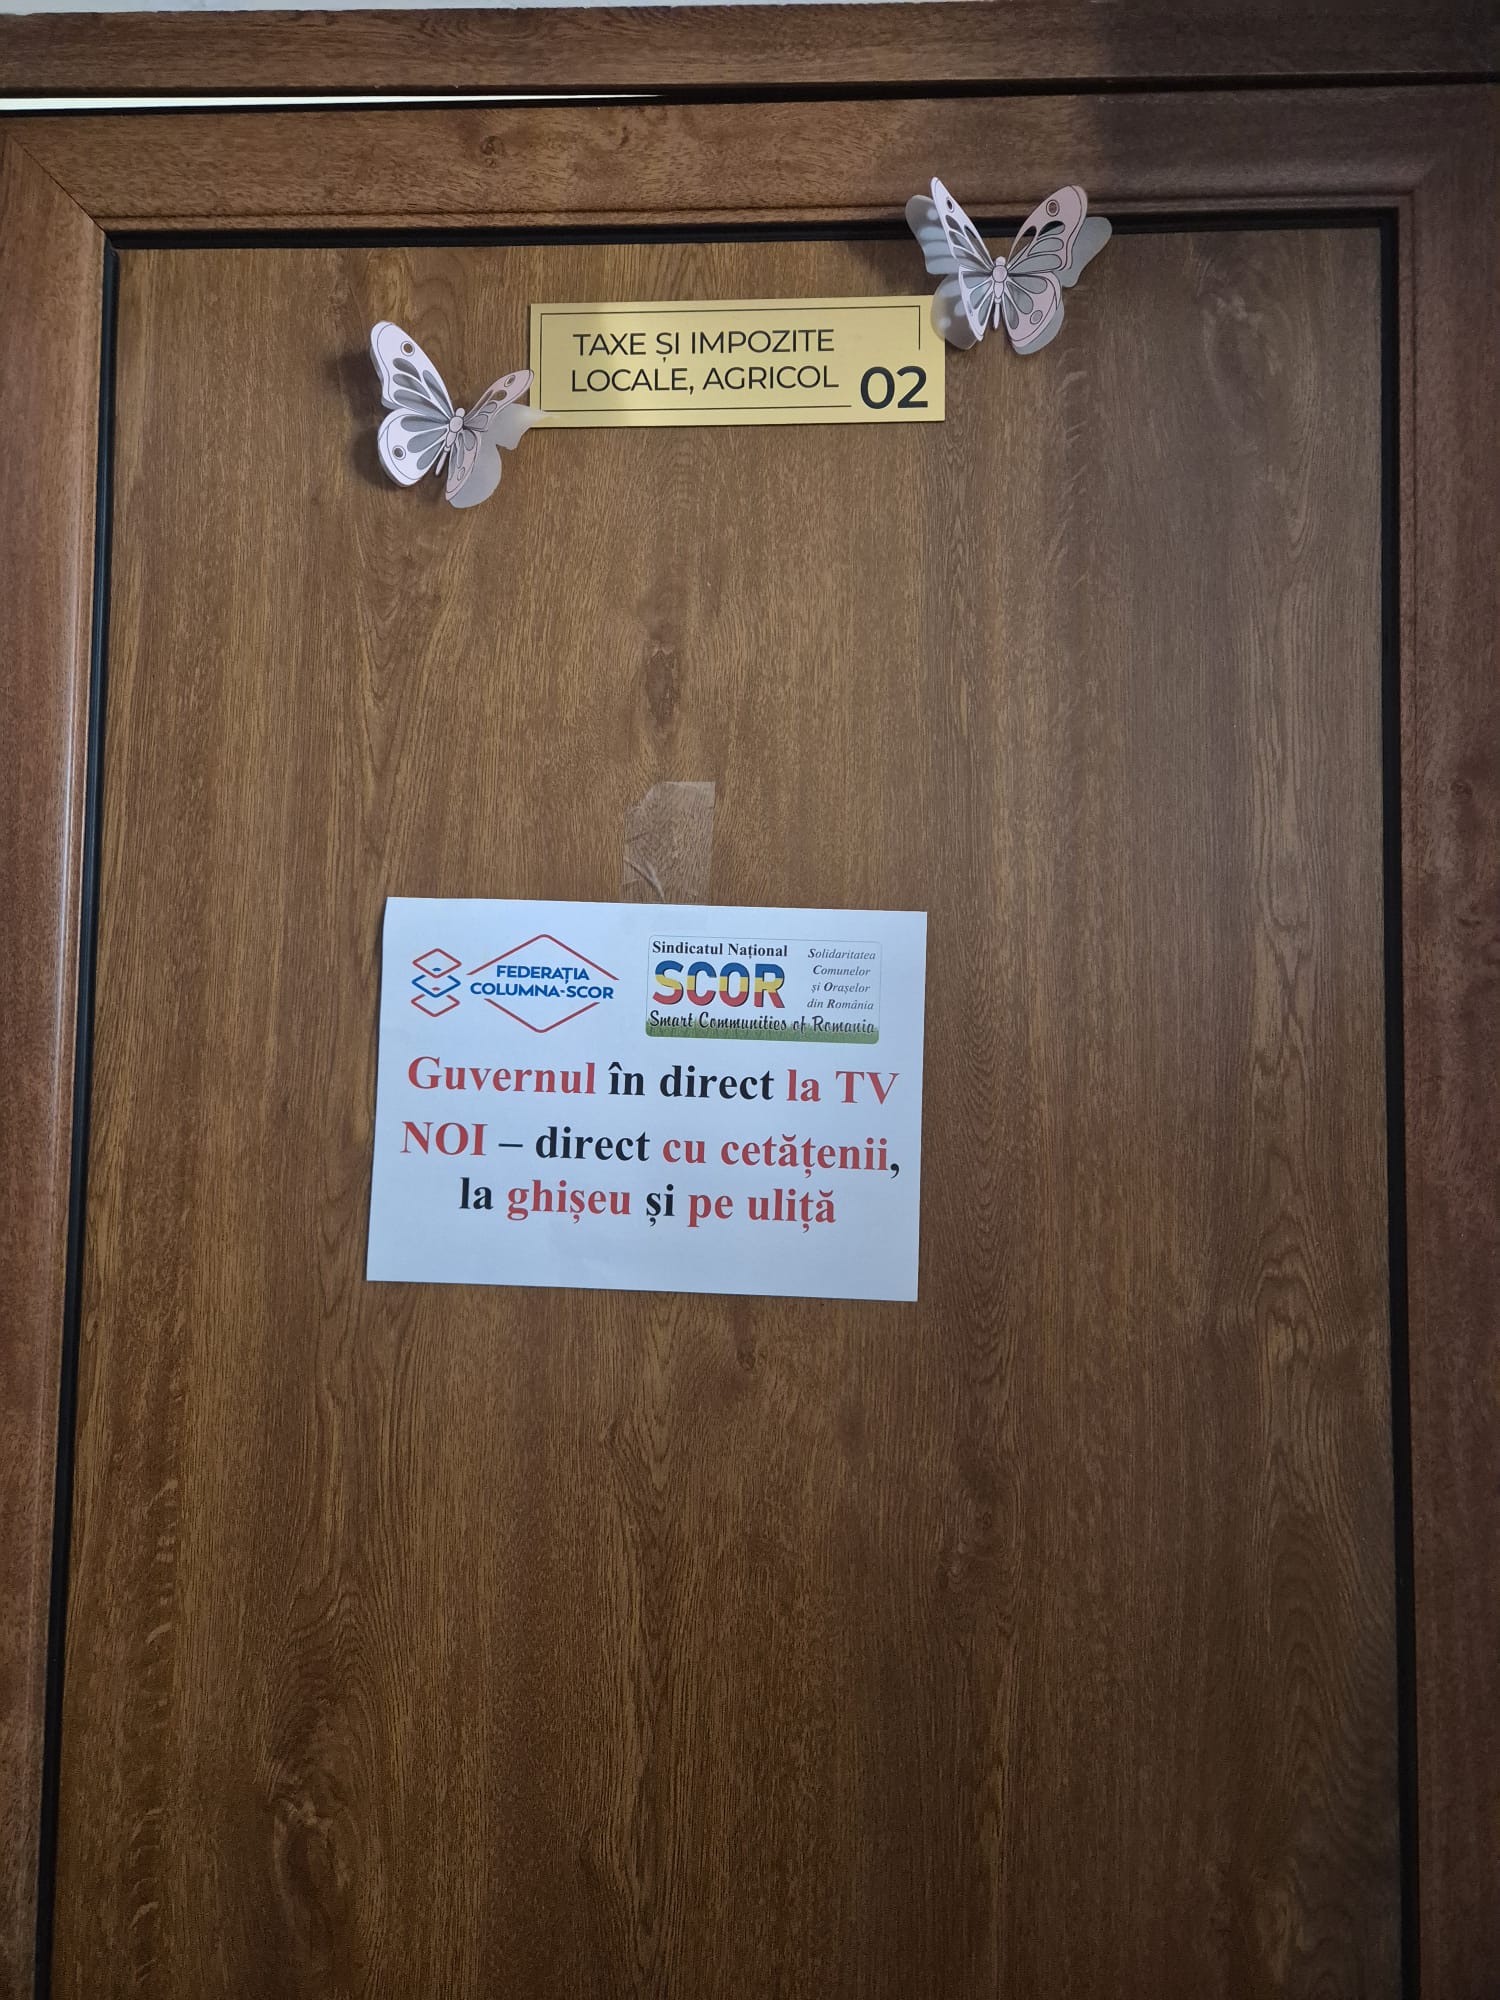 TAXE ȘI IMPOZITE
LOCALE, AGRICOL 02
FEDERAȚIA
COLUMNA-SCOR
Sindicatul Național
SCOR
Solidaritatea
Comunelor
și Orașelor
din România
Smart Communities of Romania
Guvernul în direct la TV
NOI – direct cu cetățenii,
la ghișeu și pe uliță